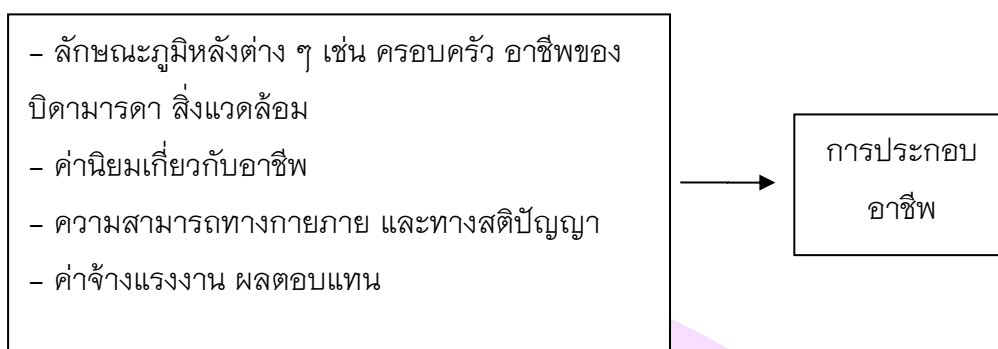 – ลักษณะภูมิหลังต่าง ๆ เช่น ครอบครัว อาชีพของ
บิดามารดา สิ่งแวดล้อม
– ค่านิยมเกี่ยวกับอาชีพ
– ความสามารถทางกายภาย และทางสติปัญญา
– ค่าจ้างแรงงาน ผลตอบแทน
การประกอบ
อาชีพ